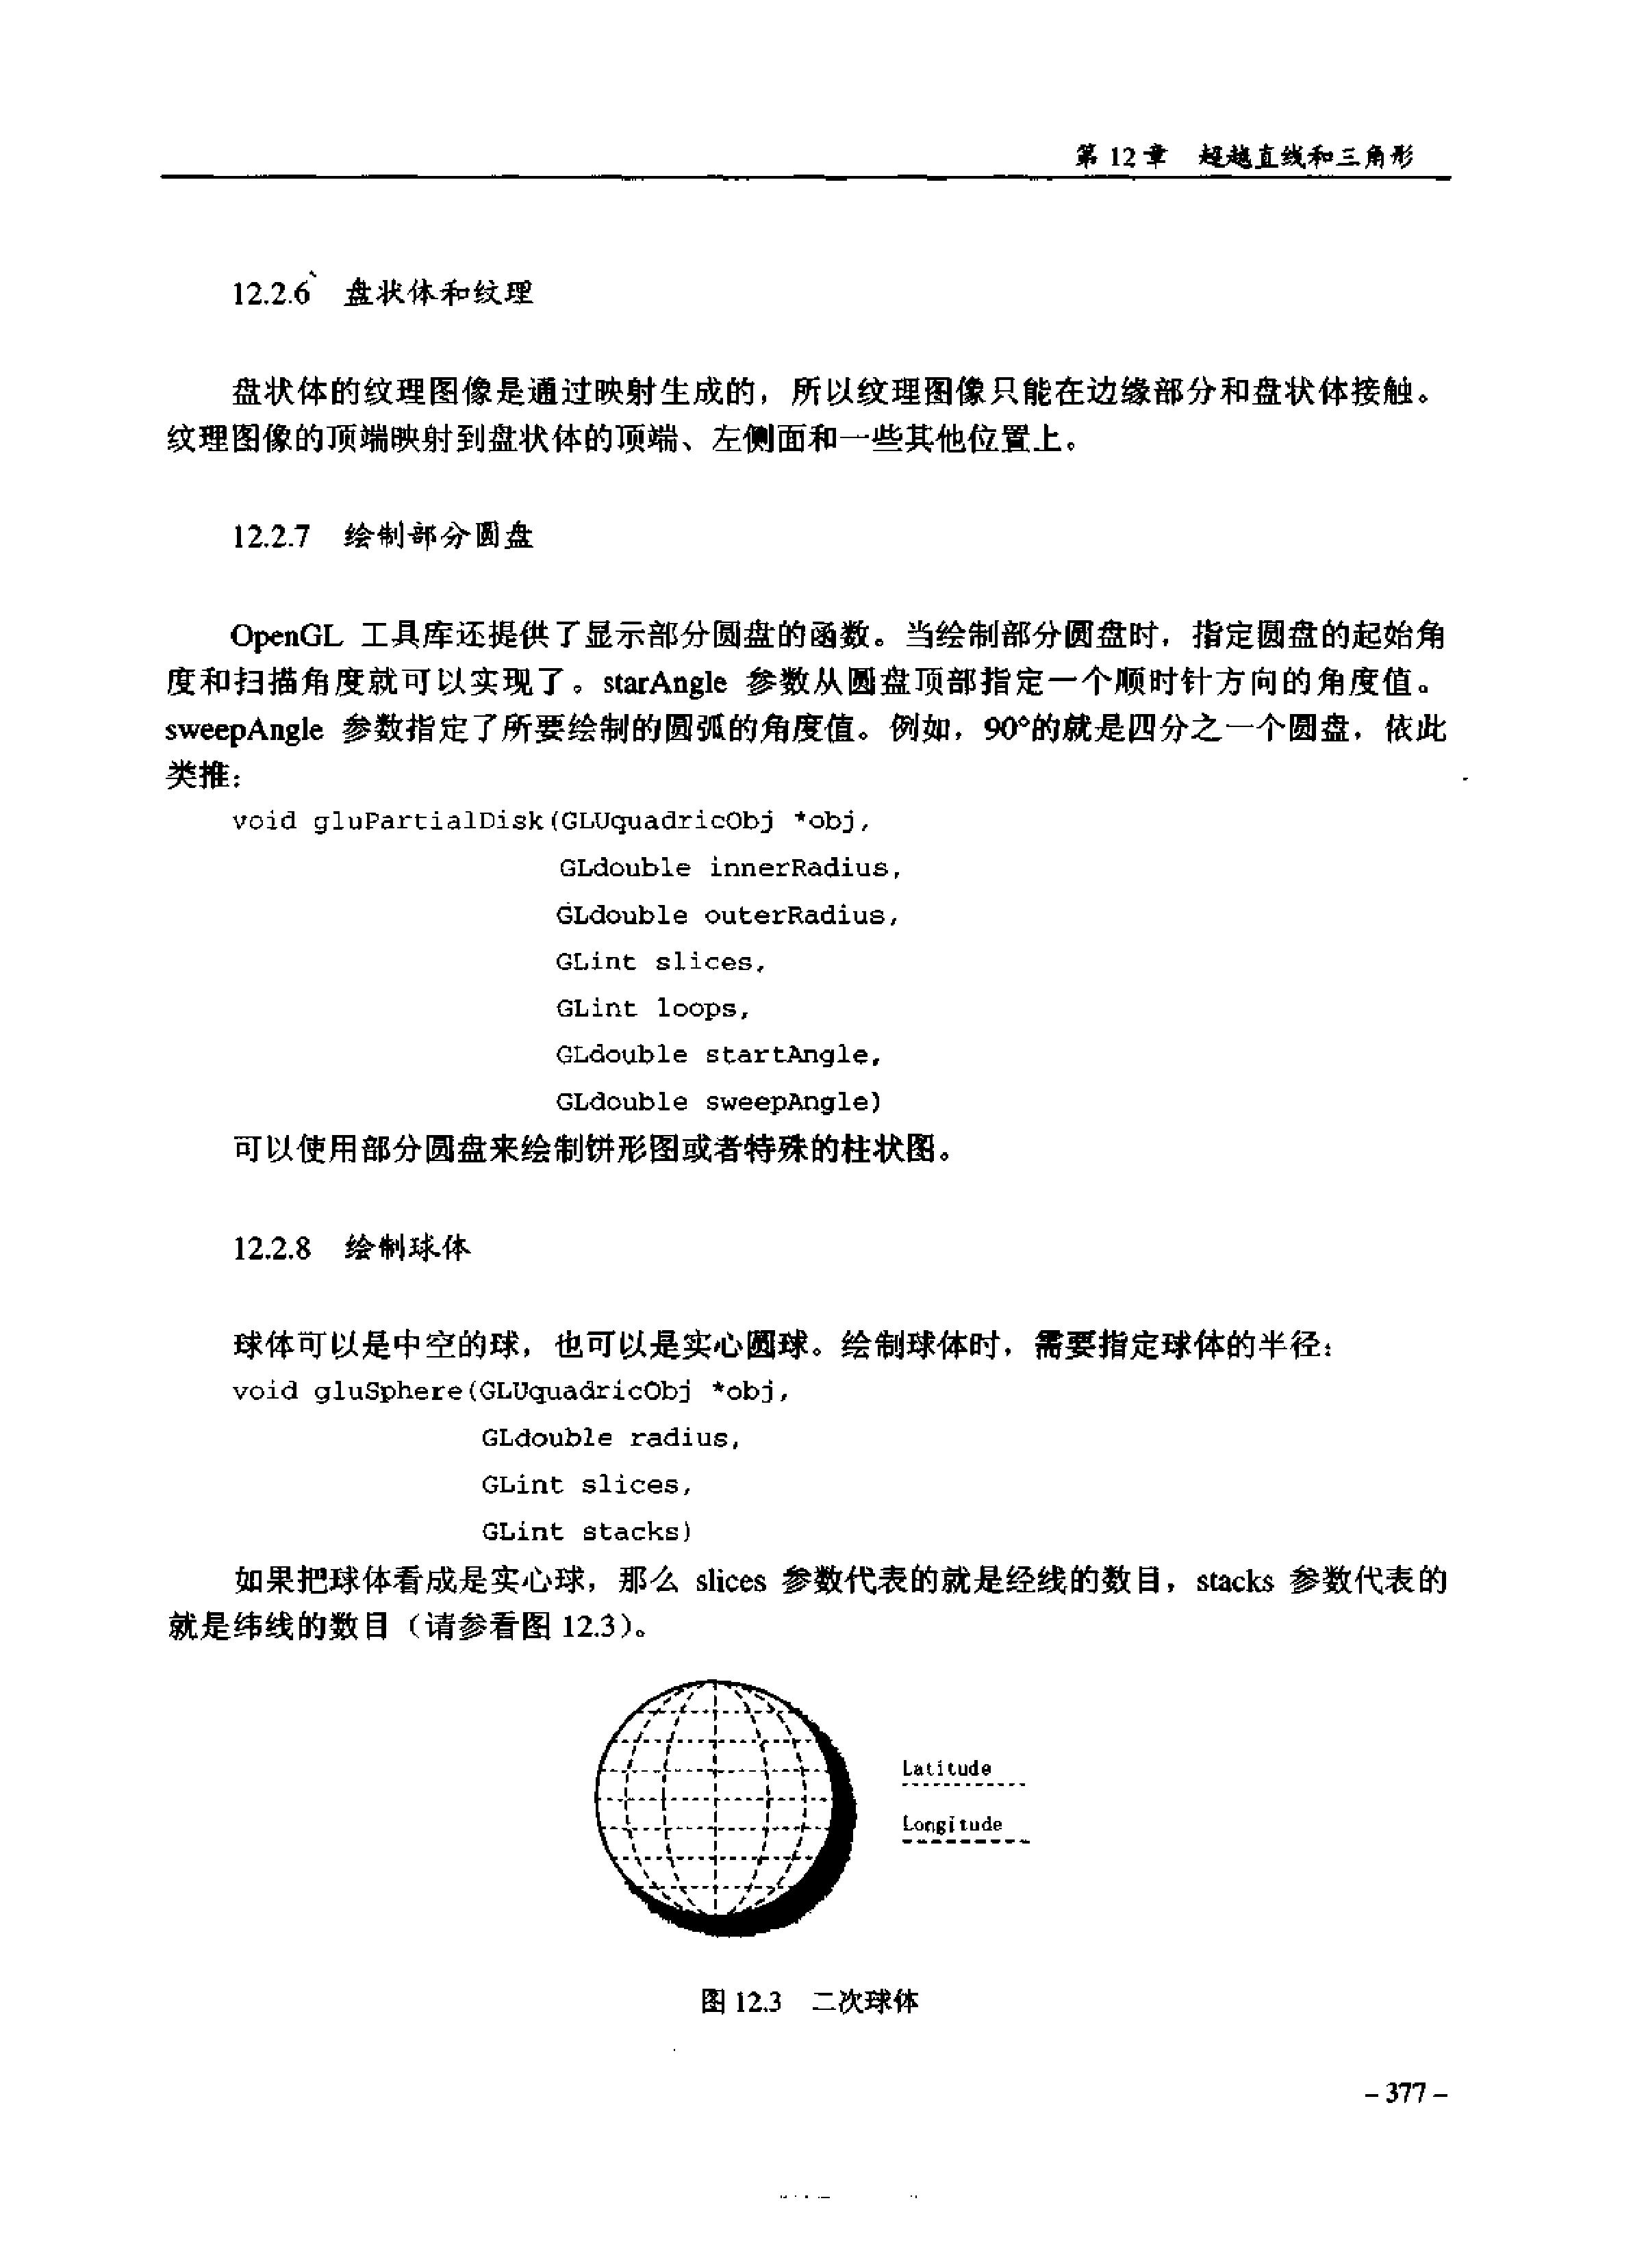 第 12 章 超越直线和三角形
12.2.6 盘状体和纹理
盘状体的纹理图像是通过映射生成的，所以纹理图像只能在边缘部分和盘状体接触。
纹理图像的顶端映射到盘状体的顶端、左侧面和一些其他位置上。
12.2.7 绘制部分圆盘
OpenGL 工具库还提供了显示部分圆盘的函数。当绘制部分圆盘时，指定圆盘的起始角
度和扫描角度就可以实现了。starAngle 参数从圆盘顶部指定一个顺时针方向的角度值。
sweepAngle 参数指定了所要绘制的圆弧的角度值。例如，90°的就是四分之一个圆盘，依此
类推：
void gluPartialDisk(GLUquadricObj *obj,
GLdouble innerRadius,
GLdouble outerRadius,
GLint slices,
GLint loops,
GLdouble startAngle,
GLdouble sweepAngle)
可以使用部分圆盘来绘制饼形图或者特殊的柱状图。
12.2.8 绘制球体
球体可以是中空的球，也可以是实心圆球。绘制球体时，需要指定球体的半径：
void gluSphere(GLUquadricObj *obj,
GLdouble radius,
GLint slices,
GLint stacks)
如果把球体看成是实心球，那么 slices 参数代表的就是经线的数目，stacks 参数代表的
就是纬线的数目（请参看图 12.3）。
Latitude
Longitude
图 12.3 二次球体
– 377 –